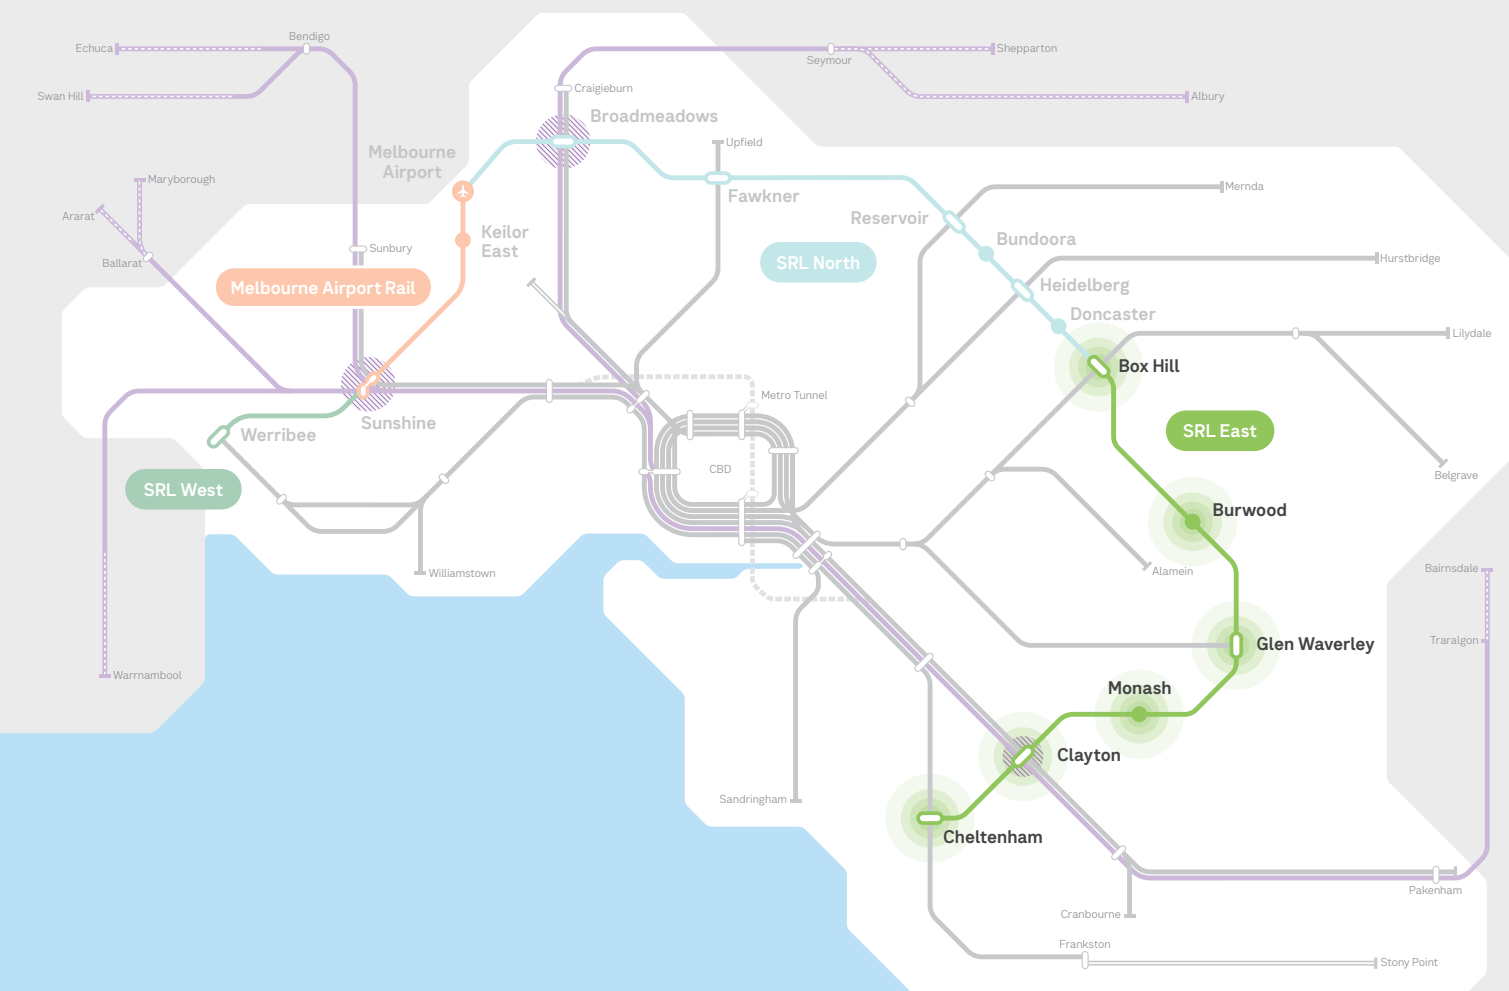 Bendigo
Echuca
Swan Hill
Seymour
Shepparton
Albury
Craigieburn
Broadmeadows
Melbourne
Airport
Upfield
Fawkner
Maryborough
Ararat
Ballarat
Sunbury
Keilor
East
Mernda
Reservoir
Bundoora
SRL North
Hurstbridge
Melbourne Airport Rail
Heidelberg
Doncaster
Lilydale
Box Hill
Metro Tunnel
Sunshine
Werribee
SRL East
CBD
Belgrave
SRL West
Burwood
Williamstown
Alamein
Bairnsdale
Traralgon
Glen Waverley
Warrnambool
Monash
Clayton
Sandringham
Cheltenham
Pakenham
Cranbourne
Frankston
Stony Point